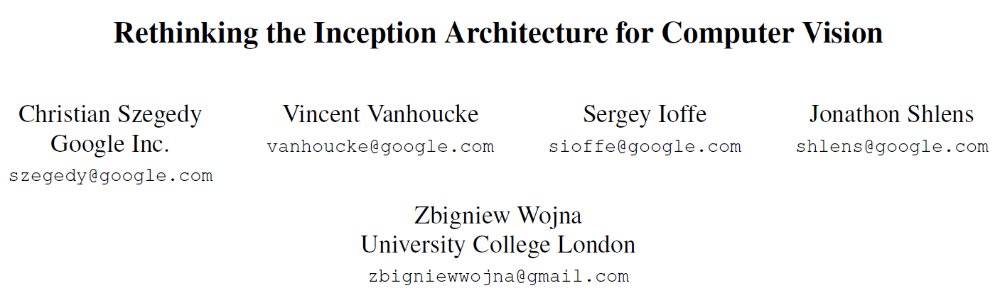 Rethinking the Inception Architecture for Computer Vision
Christian Szegedy
Google Inc.
szegedy@google.com
Vincent Vanhoucke
vanhoucke@google.com
Sergey Ioffe
sioffe@google.com
Jonathon Shlens
shlens@google.com
Zbigniew Wojna
University College London
zbigniewwojna@gmail.com